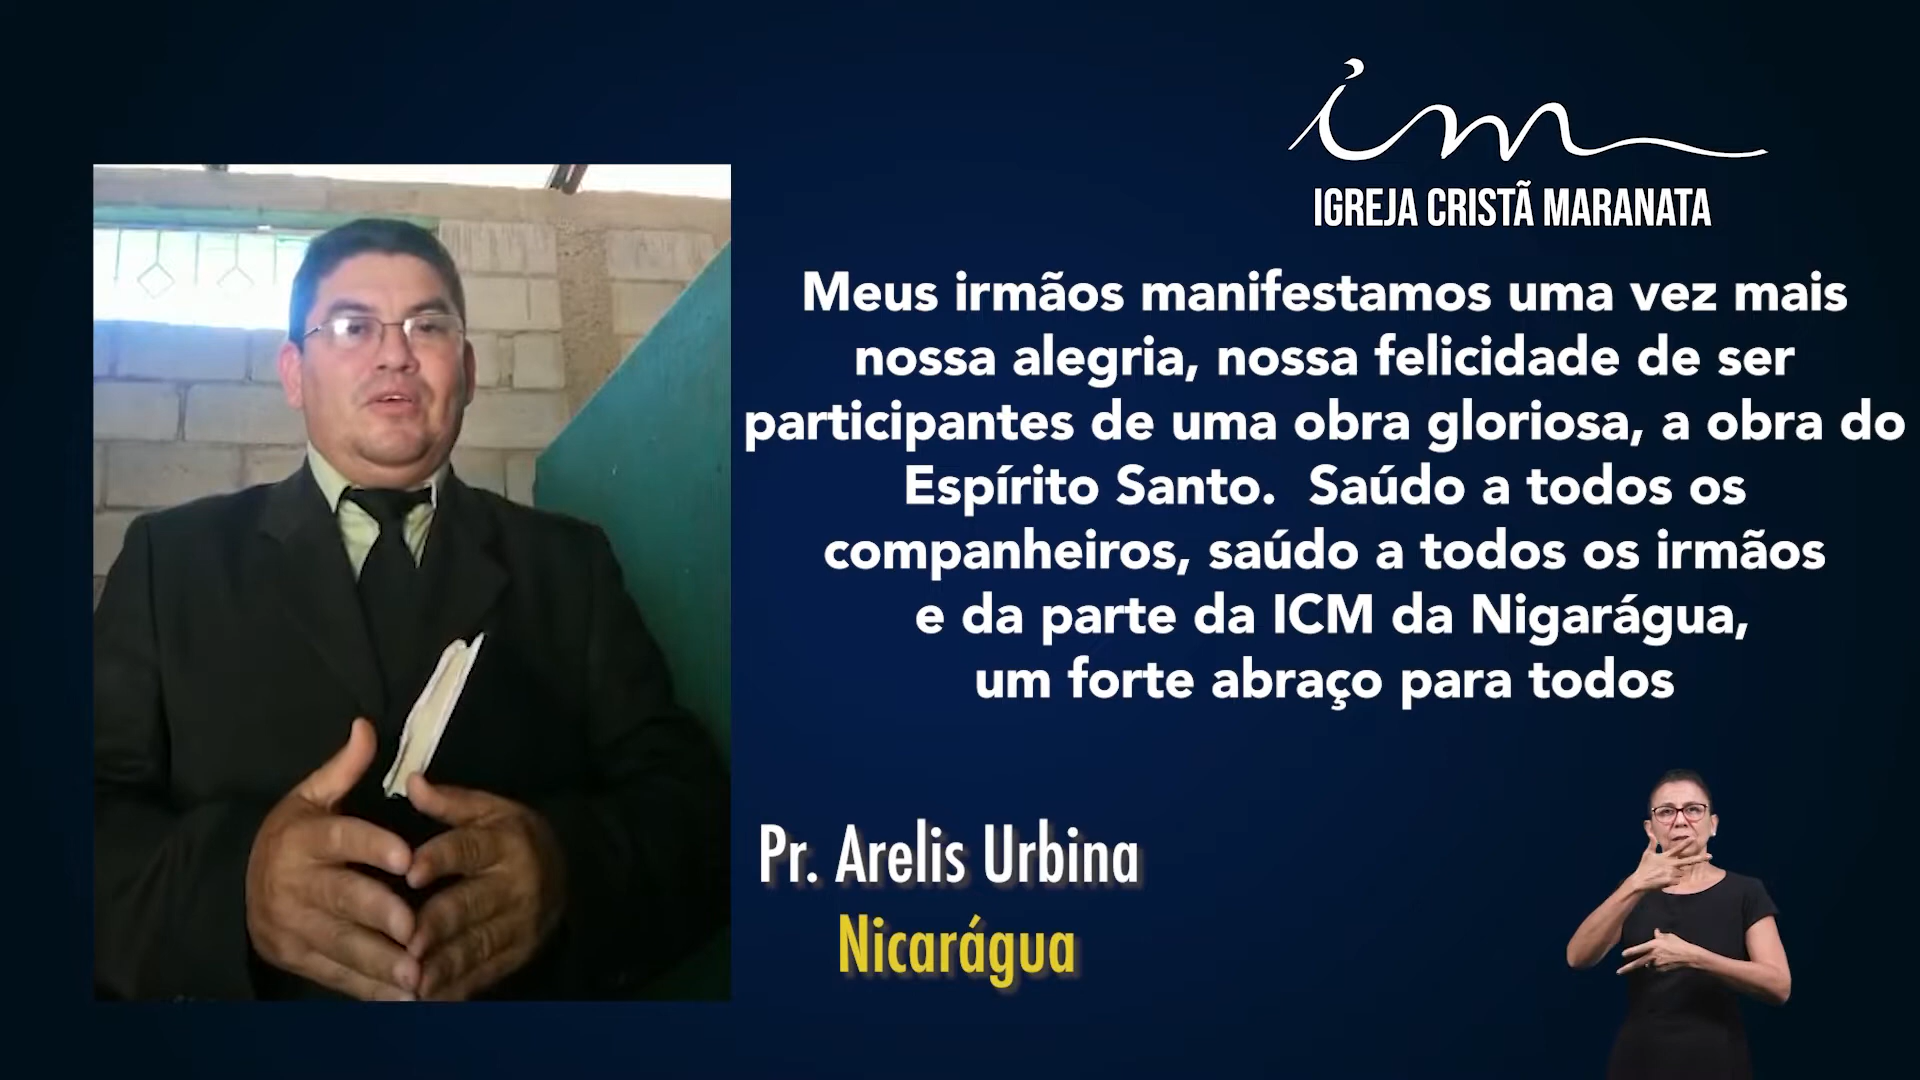 im
IGREJA CRISTÃ MARANATA
Meus irmãos manifestamos uma vez mais
nossa alegria, nossa felicidade de ser
participantes de uma obra gloriosa, a obra do
Espírito Santo.  Saúdo a todos os
companheiros, saúdo a todos os irmãos
e da parte da ICM da Nigarágua,
um forte abraço para todos
Pr. Arelis Urbina
Nicarágua